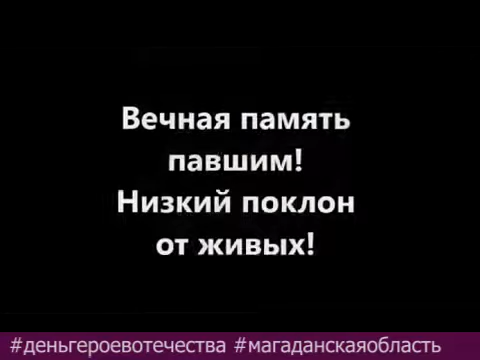 Вечная память
павшим!
Низкий поклон
от живых!
#деньгероевотечества #магаданскаяобласть